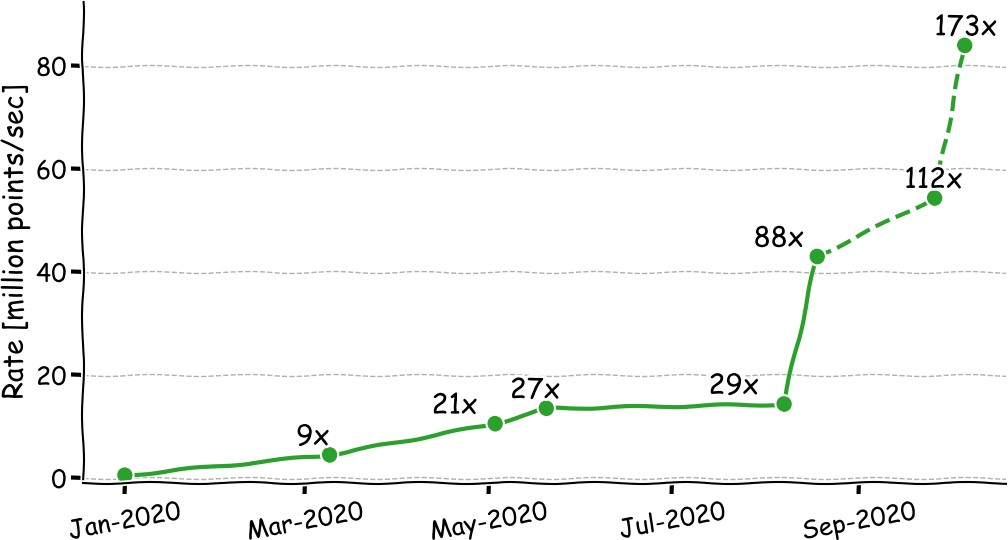 173x
80
60
112x
88x
40
Rate [million points/sec]
20
29x
27x
21x
9x
0
Jan-2020 Mar-2020 May-2020 Jul-2020 Sep-2020